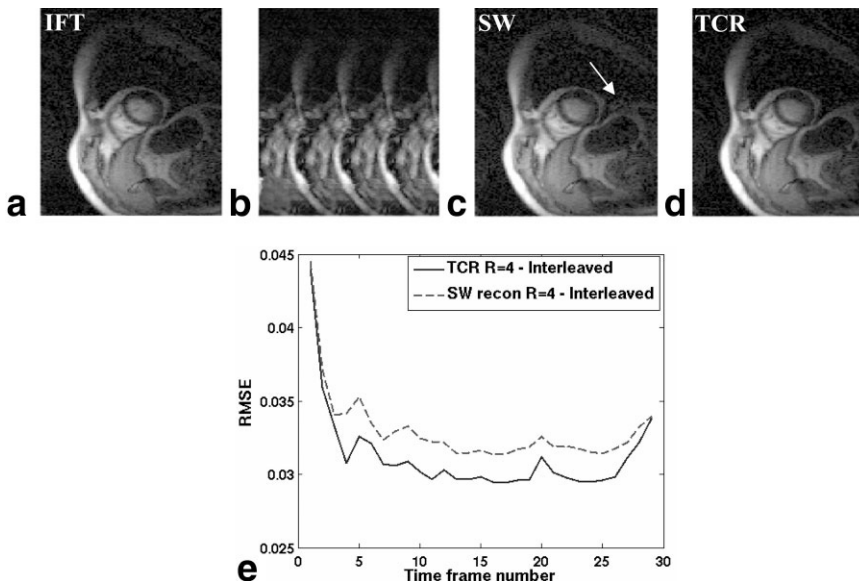 IFT
SW
TCR
a
b
c
d
0.045
0.04
0.035
0.03
0.025
RMSE
TCR R=4 - Interleaved
SW recon R=4 - Interleaved
0
5
10
15
20
25
30
Time frame number
e